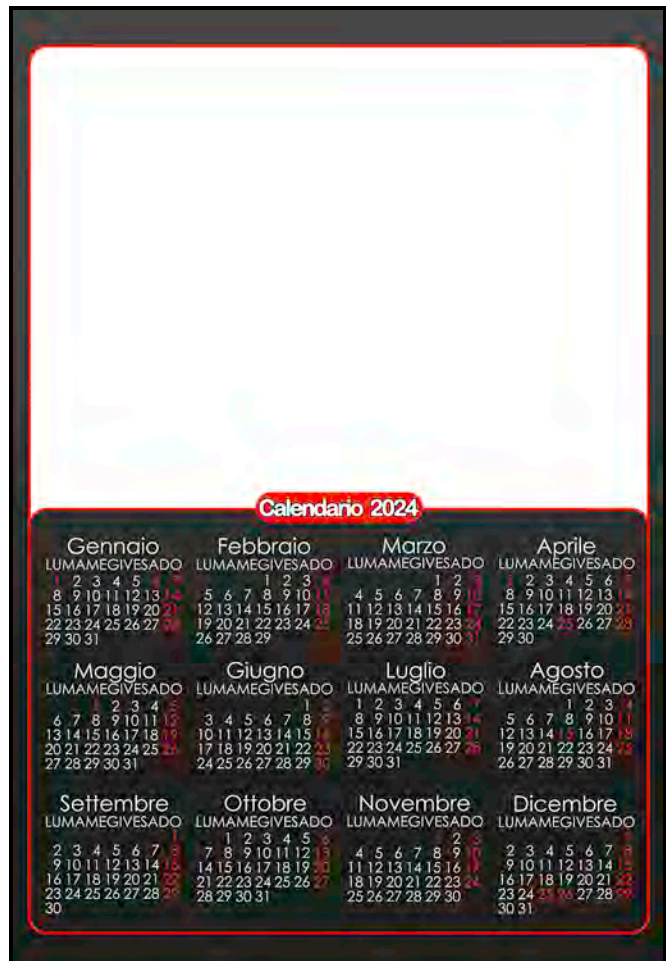 Calendario 2024
Gennaio
LUMAMEGIVESADO
1 2 3 4 5 6 7
8 9 10 11 12 13 14
15 16 17 18 19 20 21
22 23 24 25 26 27 28
29 30 31
Febbraio
LUMAMEGIVESADO
1 2 3 4
5 6 7 8 9 10 11
12 13 14 15 16 17 18
19 20 21 22 23 24 25
26 27 28 29
Marzo
LUMAMEGIVESADO
1 2 3
4 5 6 7 8 9 10
11 12 13 14 15 16 17
18 19 20 21 22 23 24
25 26 27 28 29 30 31
Aprile
LUMAMEGIVESADO
1 2 3 4 5 6 7
8 9 10 11 12 13 14
15 16 17 18 19 20 21
22 23 24 25 26 27 28
29 30
Maggio
LUMAMEGIVESADO
1 2 3 4 5
6 7 8 9 10 11 12
13 14 15 16 17 18 19
20 21 22 23 24 25 26
27 28 29 30 31
Giugno
LUMAMEGIVESADO
1 2
3 4 5 6 7 8 9
10 11 12 13 14 15 16
17 18 19 20 21 22 23
24 25 26 27 28 29 30
Luglio
LUMAMEGIVESADO
1 2 3 4 5 6 7
8 9 10 11 12 13 14
15 16 17 18 19 20 21
22 23 24 25 26 27 28
29 30 31
Agosto
LUMAMEGIVESADO
1 2 3 4
5 6 7 8 9 10 11
12 13 14 15 16 17 18
19 20 21 22 23 24 25
26 27 28 29 30 31
Settembre
LUMAMEGIVESADO
1
2 3 4 5 6 7 8
9 10 11 12 13 14 15
16 17 18 19 20 21 22
23 24 25 26 27 28 29
30
Ottobre
LUMAMEGIVESADO
1 2 3 4 5 6
7 8 9 10 11 12 13
14 15 16 17 18 19 20
21 22 23 24 25 26 27
28 29 30 31
Novembre
LUMAMEGIVESADO
2 3
4 5 6 7 8 9 10
11 12 13 14 15 16 17
18 19 20 21 22 23 24
25 26 27 28 29 30
Dicembre
LUMAMEGIVESADO
1
2 3 4 5 6 7 8
9 10 11 12 13 14 15
16 17 18 19 20 21 22
23 24 25 26 27 28 29
30 31